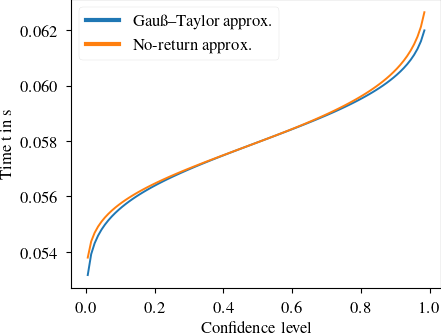 Gauß–Taylor approx.
No-return approx.
0.062
0.060
0.058
0.056
0.054
Time t in s
0.0 0.2 0.4 0.6 0.8 1.0
Confidence level